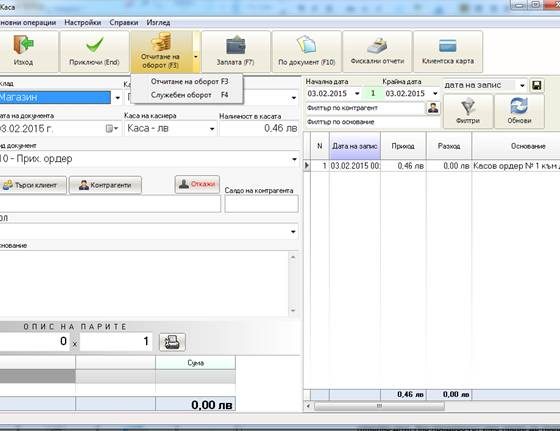 Каса
новни операции Настройки Справки Изглед
Изход
Приключи (End)
Отчитане на оборот (F3)
Заплата (F7)
По документ (F10)
Фискални отчети
Клиентска карта
Отчитане на оборот F3
Служебен оборот F4
клад
Магазин
ата на документа
Каса на касиера
Наличност в касата
03.02.2015 г.
Каса - лв
0,46 лв
ид документ
10 - Прих. ордер
Търси клиент
Контрагенти
Откажи
Салдо на контрагента
ОЛ
нование
ОПИС НА ПАРИТЕ
0 x 1
Сума
0,00 лв
Начална дата
Крайна дата
03.02.2015
1
03.02.2015
дата на запис
Филтър по контрагент
Филтър по основание
Филтри
Обнови
N Дата на запис Приход Разход Основание
1 03.02.2015 00: 0,46 лв 0,00 лв Касов ордер № 1 към д
0,46 лв 0,00 лв